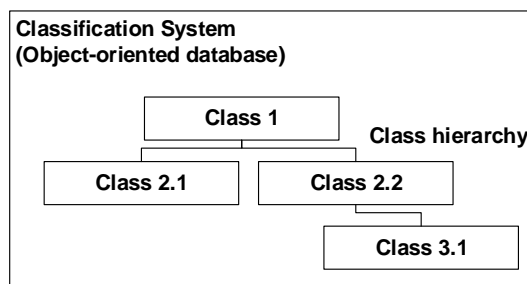 Classification System
(Object-oriented database)
Class 1
Class hierarchy
Class 2.1
Class 2.2
Class 3.1